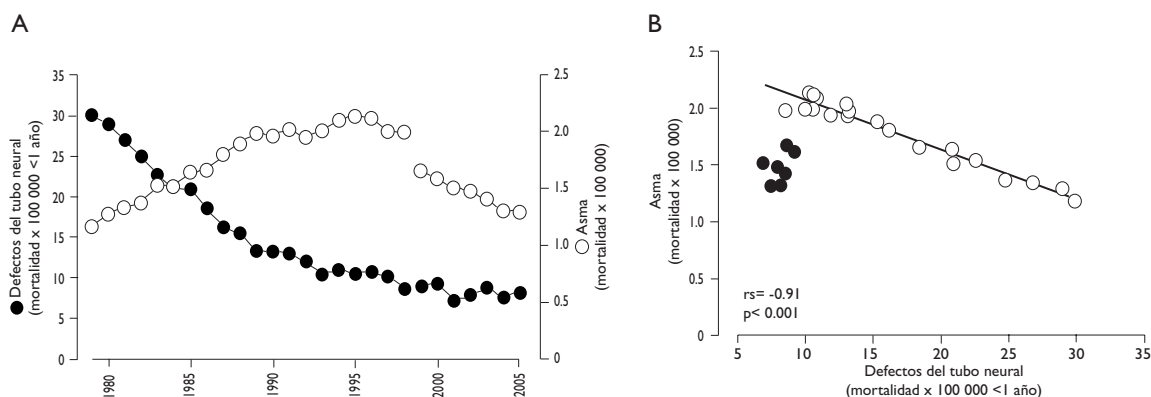 A
B
35
30
25
20
15
10
5
0
Defectos del tubo neural
(mortalidad x 100 000 <1 año)
2.5
2.0
1.5
1.0
0.5
0
Asma
(mortalidad x 100 000)
1980
1985
1990
1995
2000
2005
2.5
2.0
1.5
1.0
0.5
0
Asma
(mortalidad x 100 000)
rs= -0.91
p< 0.001
5 10 15 20 25 30 35
Defectos del tubo neural
(mortalidad x 100 000 <1 año)